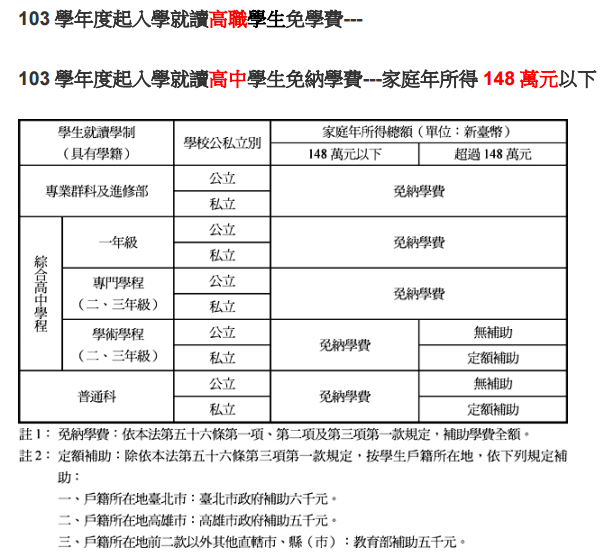 103 學年度起入學就讀高職學生免學費---
103 學年度起入學就讀高中學生免納學費---家庭年所得 148 萬元以下
學生就讀學制
（具有學籍）
學校公私立別
家庭年所得總額（單位：新臺幣）
148 萬元以下
超過 148 萬元
專業群科及進修部
公立
私立
免納學費
綜合高中學程
一年級
公立
私立
免納學費
專門學程
（二、三年級）
公立
私立
免納學費
學術學程
（二、三年級）
公立
私立
免納學費
無補助
定額補助
普通科
公立
私立
免納學費
無補助
定額補助
註 1： 免納學費：依本法第五十六條第一項、第二項及第三項第一款規定，補助學費全額。
註 2： 定額補助：除依本法第五十六條第三項第一款規定，按學生戶籍所在地，依下列規定補
助：
一、戶籍所在地臺北市：臺北市政府補助六千元。
二、戶籍所在地高雄市：高雄市政府補助五千元。
三、戶籍所在地前二款以外其他直轄市、縣（市）：教育部補助五千元。